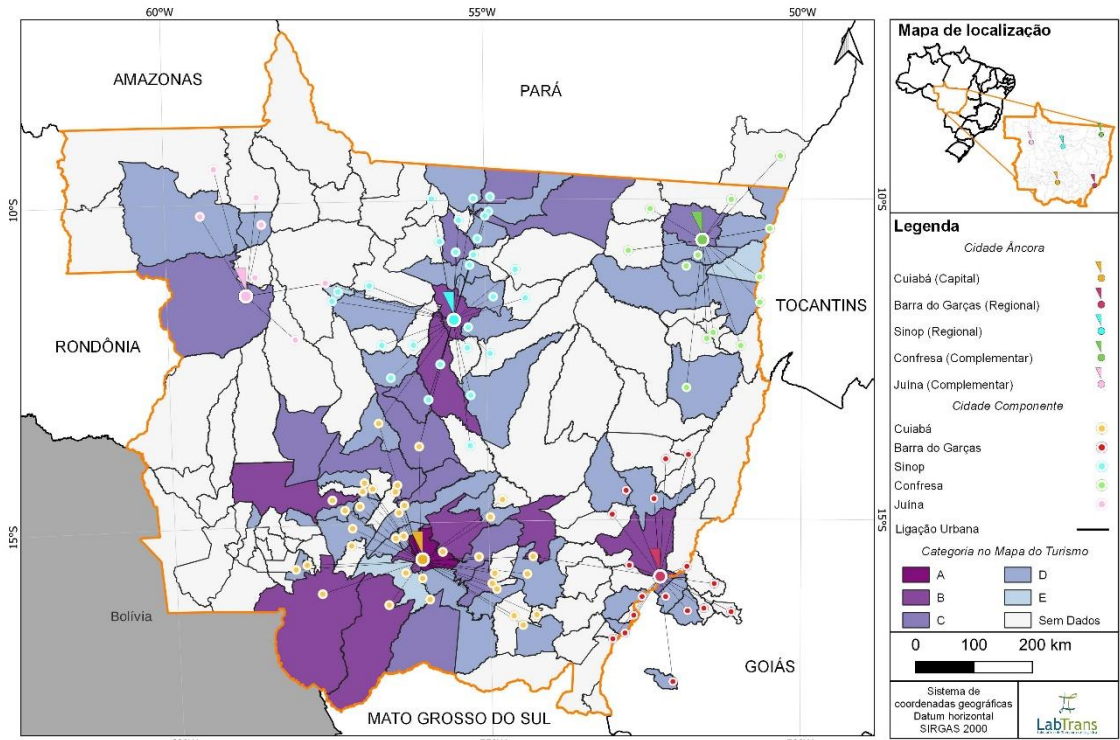 60°W
55°W
50°W
AMAZONAS
PARÁ
10°S
10°S
RONDÔNIA
TOCANTINS
15°S
15°S
Bolívia
GOIÁS
MATO GROSSO DO SUL
Mapa de localização
Legenda
Cidade Âncora
Cuiabá (Capital)
Barra do Garças (Regional)
Sinop (Regional)
Confresa (Complementar)
Juína (Complementar)
Cidade Componente
Cuiabá
Barra do Garças
Sinop
Confresa
Juína
Ligação Urbana
Categoria no Mapa do Turismo
A
B
C
D
E
Sem Dados
0 100 200 km
Sistema de
coordenadas geográficas
Datum horizontal
SIRGAS 2000
LabTrans